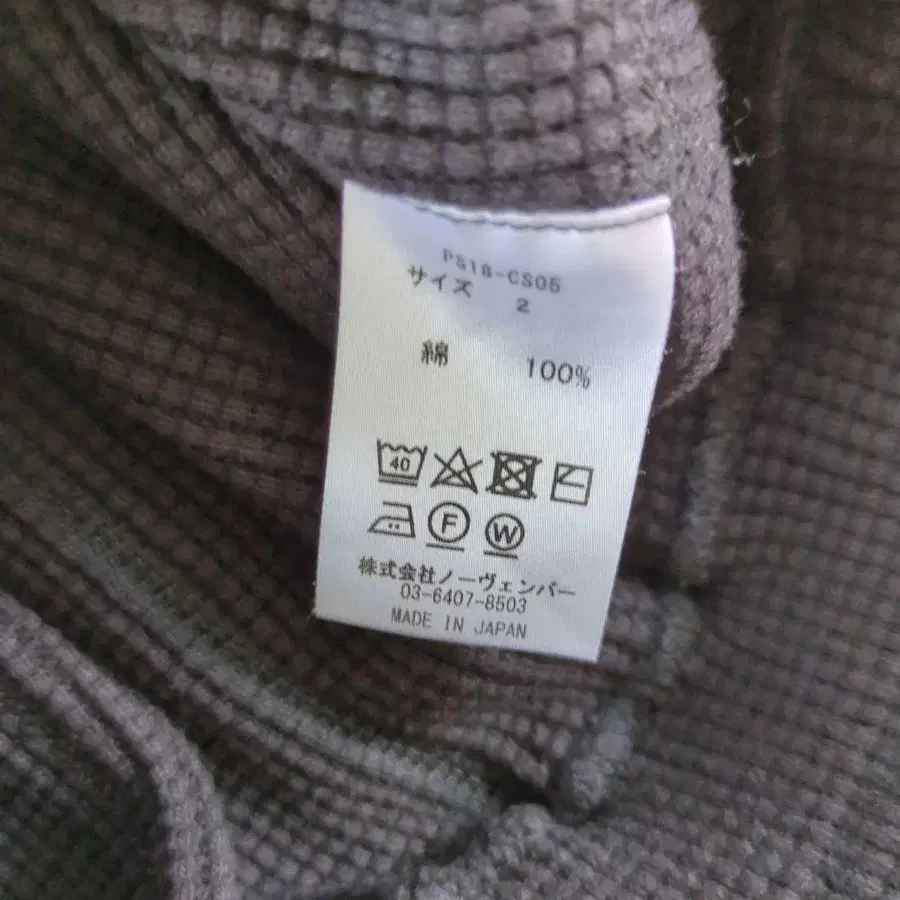 PS18-CS05
サイズ 2
綿 100%
40
F W
株式会社ノーヴェンバー
03-6407-8503
MADE IN JAPAN